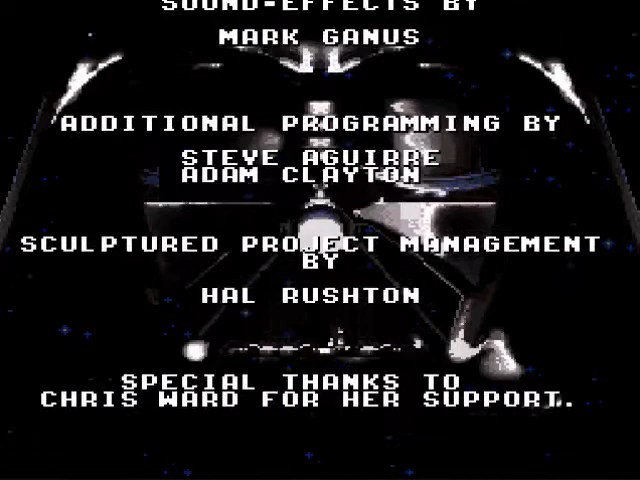 SOUND-EFFECTS BY
MARK GANUS
ADDITIONAL PROGRAMMING BY
STEVE AGUIRRE
ADAM CLAYTON
SCULPTURED PROJECT MANAGEMENT
BY
HAL RUSHTON
SPECIAL THANKS TO
CHRIS WARD FOR HER SUPPORT.